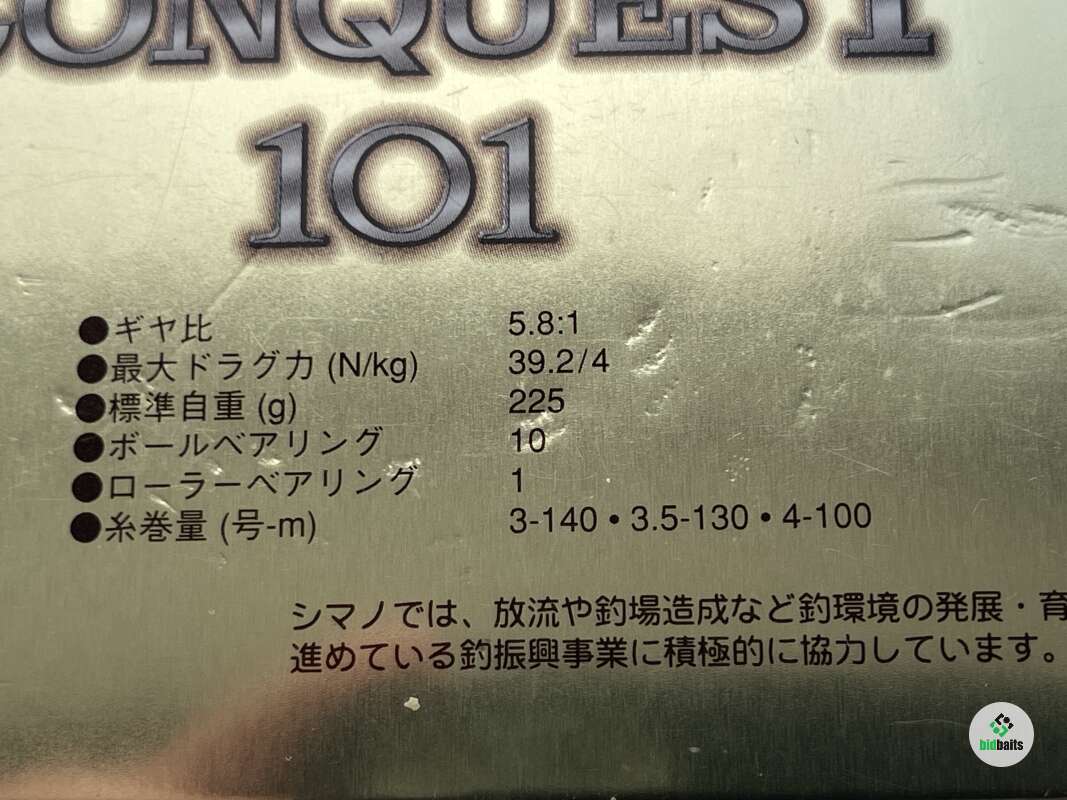 CONQUEST
101
●ギヤ比 5.8:1
●最大ドラグ力 (N/kg) 39.2/4
●標準自重 (g) 225
●ボールベアリング 10
●ローラーベアリング 1
●糸巻量 (号-m) 3-140・3.5-130・4-100
シマノでは、放流や釣場造成など釣環境の発展・育
進めている釣振興事業に積極的に協力しています。
bidbaits